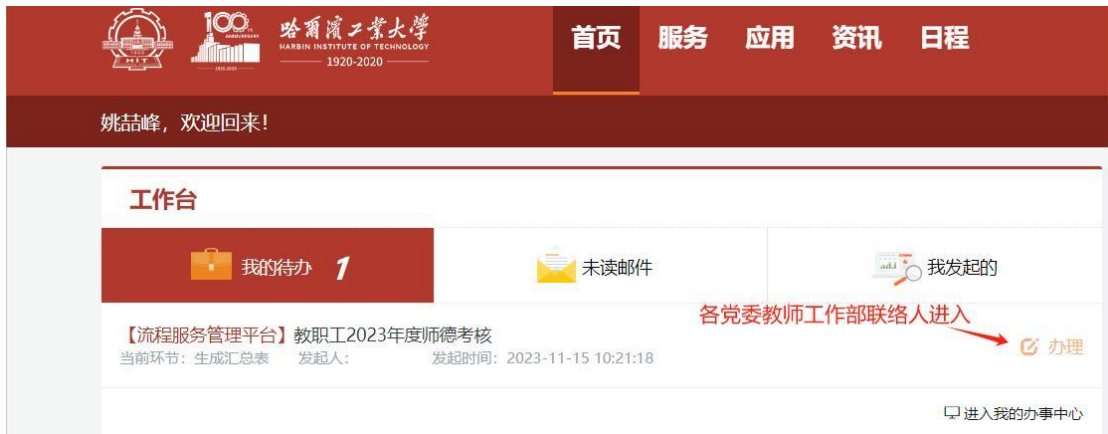 HIT
100
ANNIVERSARY
1920-2020
哈爾濱工業大學
HARBIN INSTITUTE OF TECHNOLOGY
1920-2020
首页 服务 应用 资讯 日程
姚喆峰，欢迎回来！
工作台
我的待办 1 未读邮件 我发起的
各党委教师工作部联络人进入
【流程服务管理平台】教职工2023年度师德考核 办理
当前环节：生成汇总表 发起人： 发起时间：2023-11-15 10:21:18
进入我的办事中心